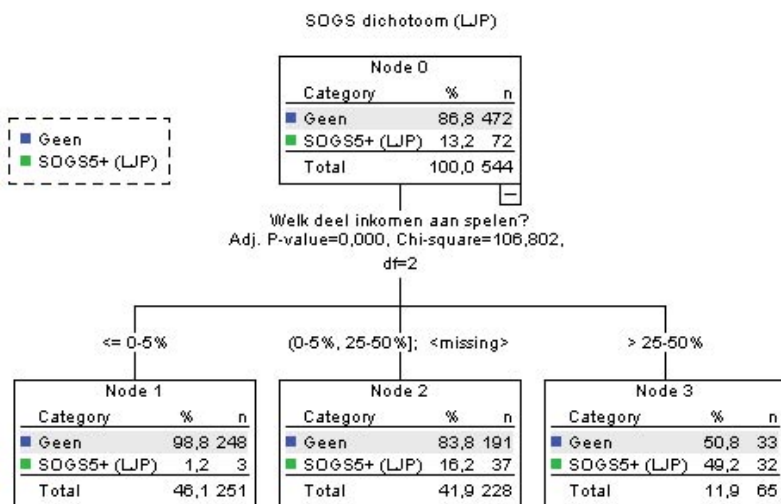 SOGS dichotoom (LJP)
Geen
SOGS5+ (LJP)
Node 0
Category % n
Geen 86,8 472
SOGS5+ (LJP) 13,2 72
Total 100,0 544
Welk deel inkomen aan spelen?
Adj. P-value=0,000, Chi-square=106,802,
df=2
<= 0-5%
(0-5%, 25-50%]; <missing>
> 25-50%
Node 1
Category % n
Geen 98,8 248
SOGS5+ (LJP) 1,2 3
Total 46,1 251
Node 2
Category % n
Geen 83,8 191
SOGS5+ (LJP) 16,2 37
Total 41,9 228
Node 3
Category % n
Geen 50,8 33
SOGS5+ (LJP) 49,2 32
Total 11,9 65